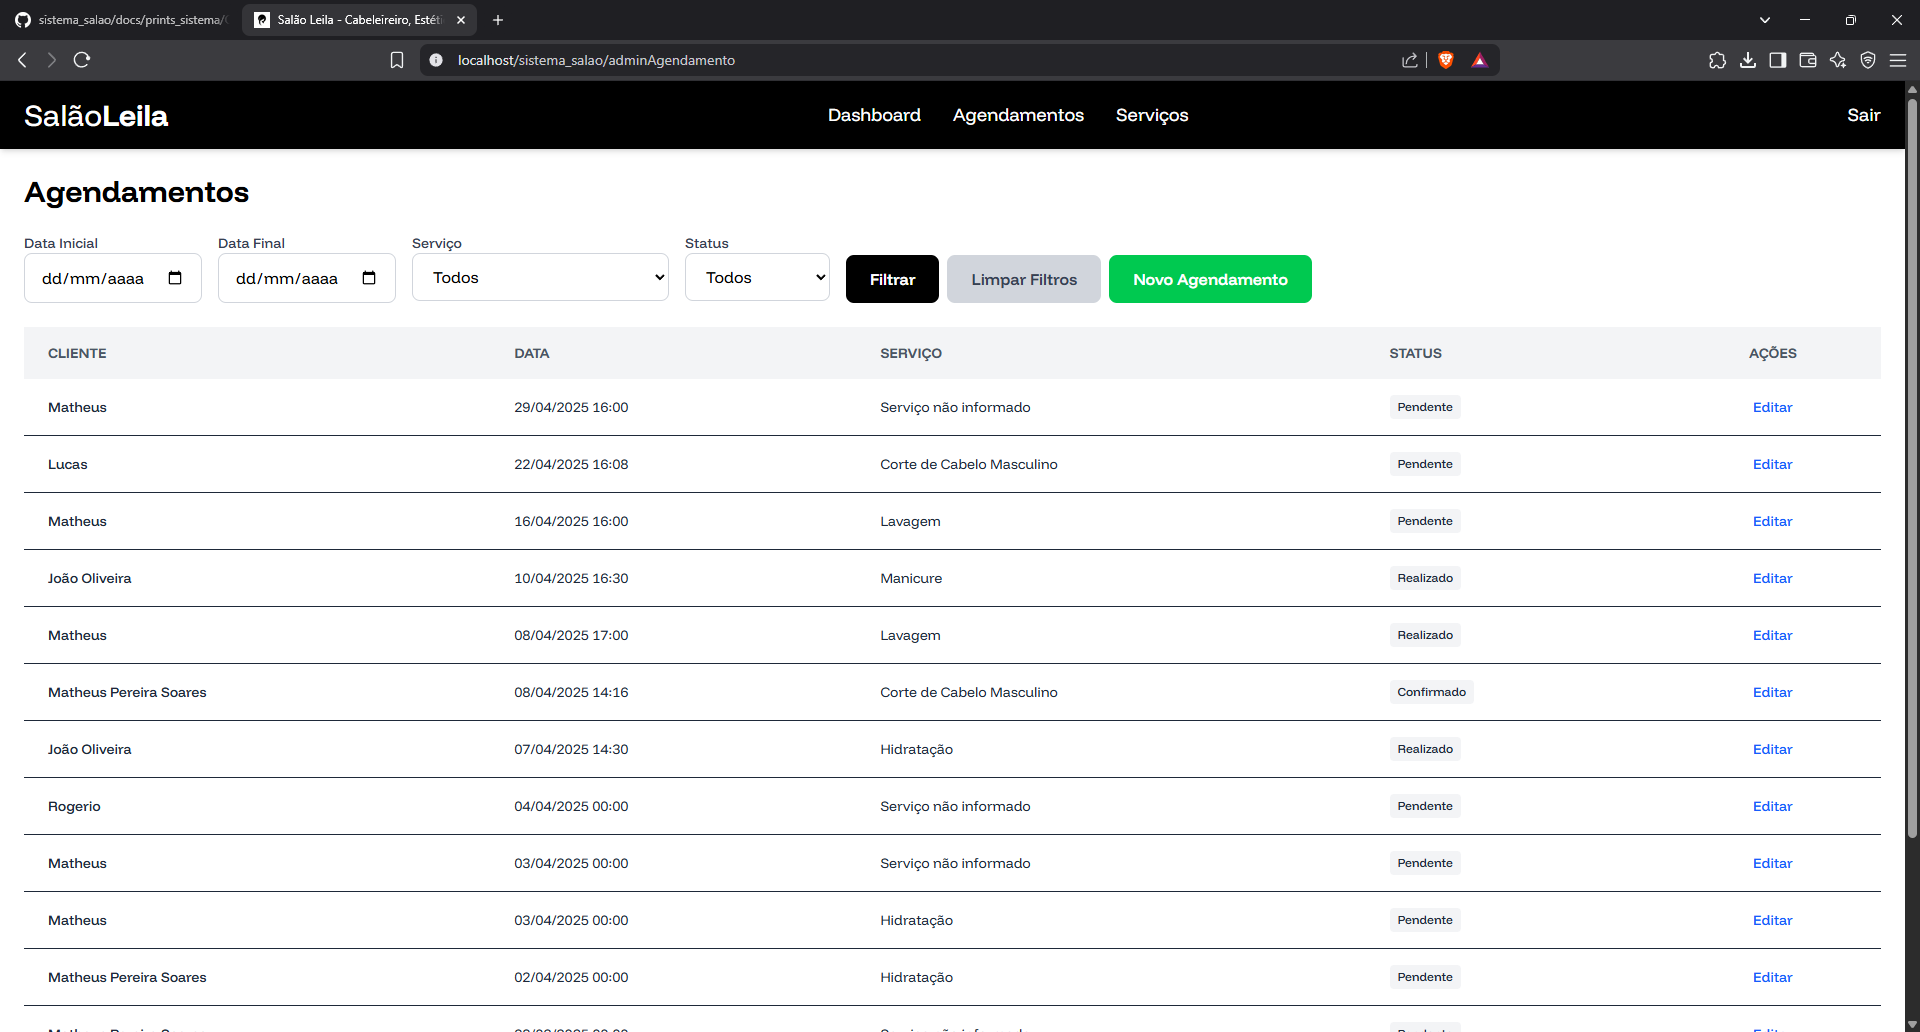 sistema_salao/docs/prints_sistema/
Salão Leila - Cabeleireiro, Estéti
localhost/sistema_salao/adminAgendamento
SalãoLeila
Dashboard Agendamentos Serviços
Sair
Agendamentos
Data Inicial Data Final Serviço Status
dd/mm/aaaa dd/mm/aaaa Todos Todos Filtrar Limpar Filtros Novo Agendamento
CLIENTE DATA SERVIÇO STATUS AÇÕES
Matheus 29/04/2025 16:00 Serviço não informado Pendente Editar
Lucas 22/04/2025 16:08 Corte de Cabelo Masculino Pendente Editar
Matheus 16/04/2025 16:00 Lavagem Pendente Editar
João Oliveira 10/04/2025 16:30 Manicure Realizado Editar
Matheus 08/04/2025 17:00 Lavagem Realizado Editar
Matheus Pereira Soares 08/04/2025 14:16 Corte de Cabelo Masculino Confirmado Editar
João Oliveira 07/04/2025 14:30 Hidratação Realizado Editar
Rogerio 04/04/2025 00:00 Serviço não informado Pendente Editar
Matheus 03/04/2025 00:00 Serviço não informado Pendente Editar
Matheus 03/04/2025 00:00 Hidratação Pendente Editar
Matheus Pereira Soares 02/04/2025 00:00 Hidratação Pendente Editar